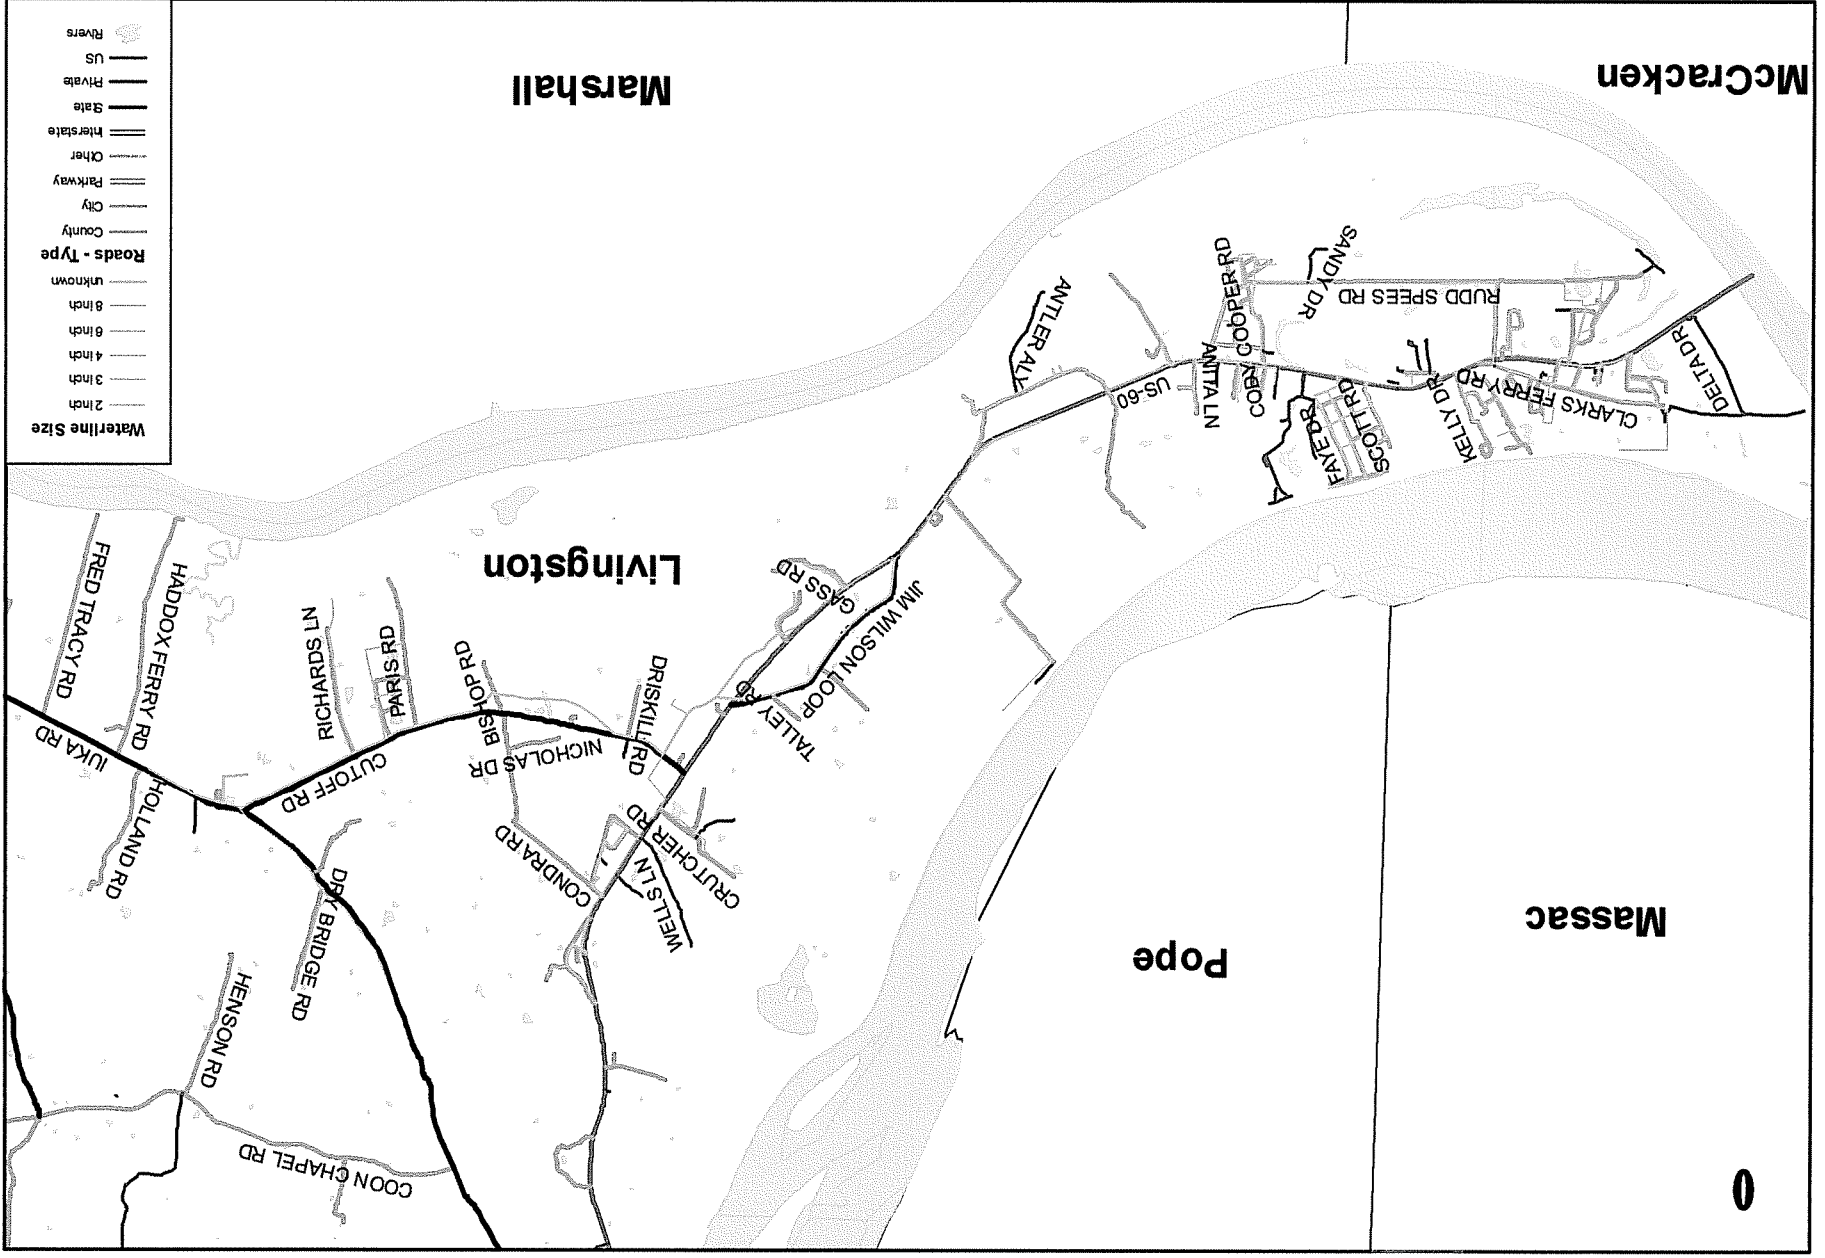 0
Massac
Pope
COON CHAPEL RD
HENSON RD
DRY BRIDGE RD
WELLS LN
CRUTCHER RD
CONDRA RD
HOLLAND RD
CUTOFF RD
IUKA RD
NICHOLAS DR
DRISKILL RD
BISHOP RD
TALLEY RD
JIM WILSON LOOP
GASS RD
PARIS RD
RICHARDS LN
HADDOX FERRY RD
FRED TRACY RD
Livingston
DELTA DR
CLARKS FERRY RD
KELLY DR
SCOTT RD
FAYE DR
COBY
ANITA LN
US-60
ANTLER ALY
RUDD SPEES RD
SANDY DR
COOPER RD
McCracken
Marshall
Waterline Size
2 inch
3 inch
4 inch
6 inch
8 inch
unknown
Roads - Type
County
City
Parkway
Other
Interstate
State
Private
US
Rivers